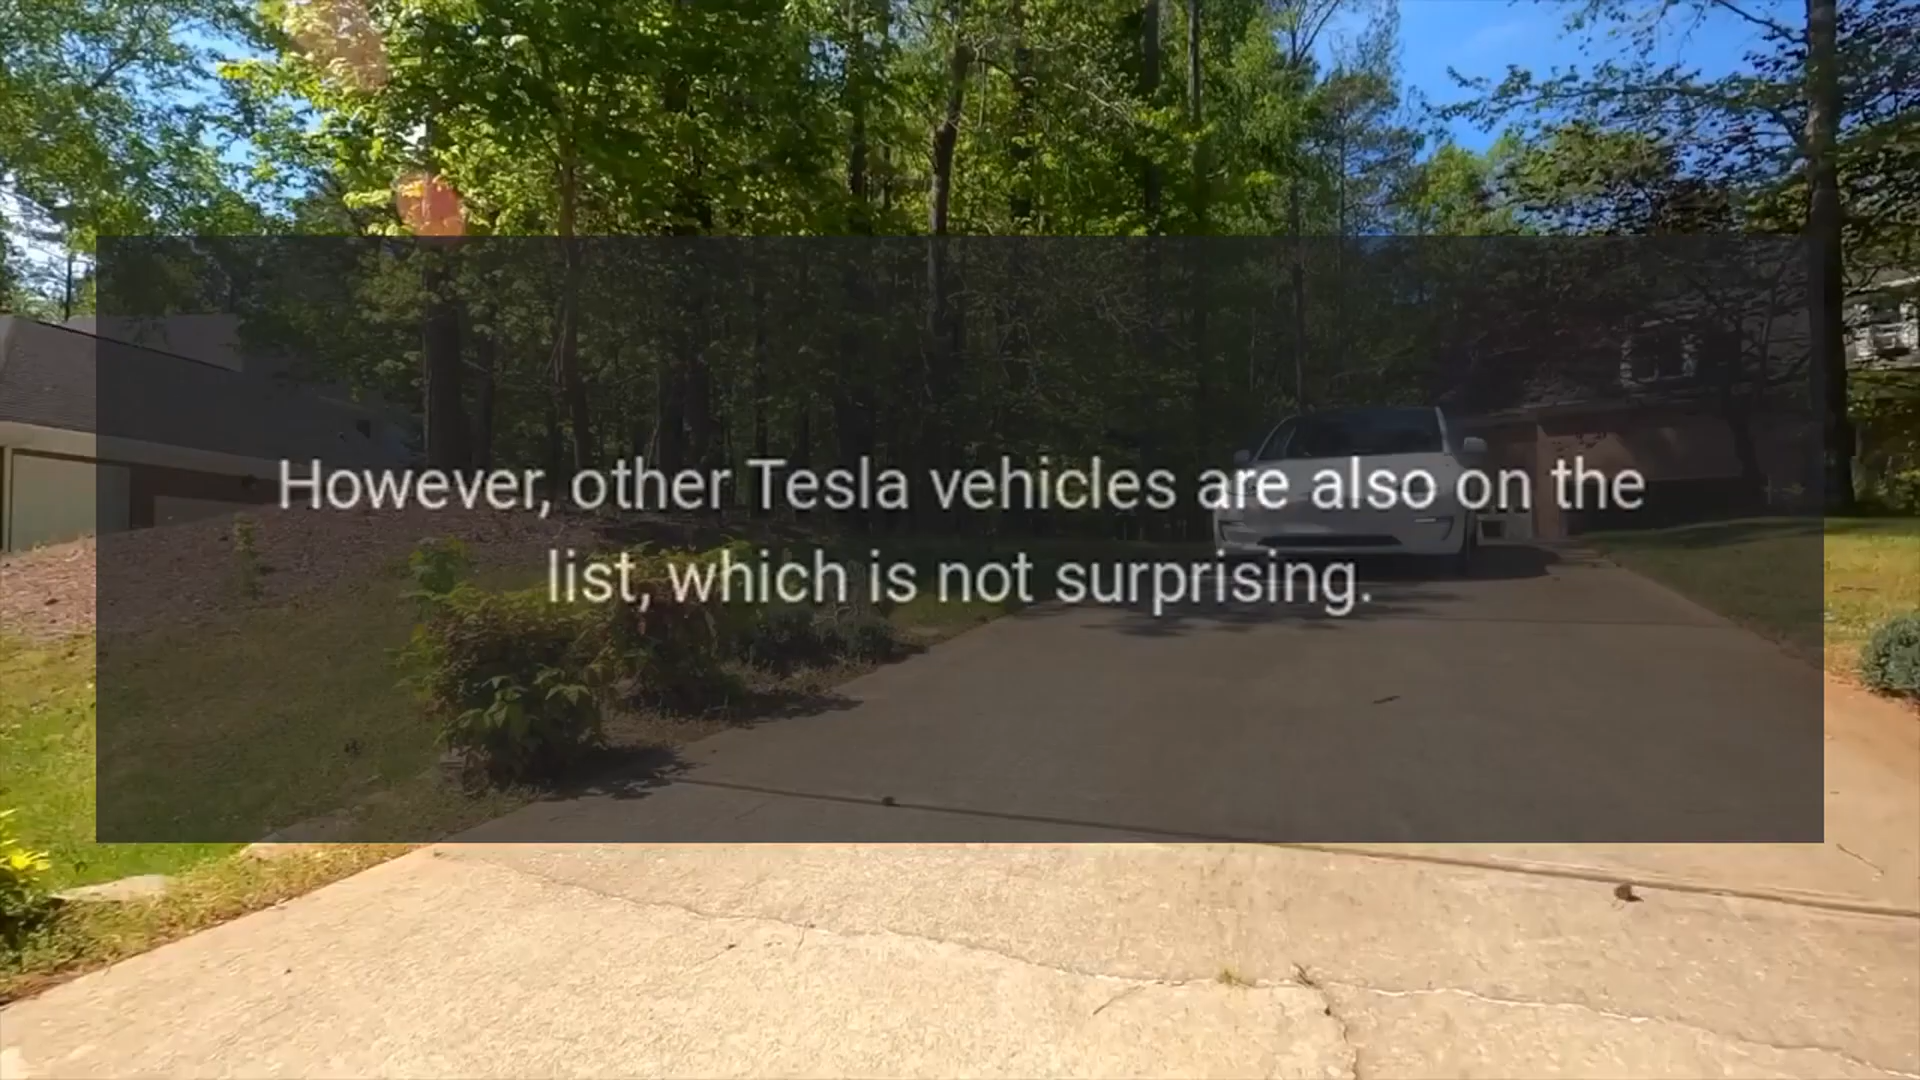 However, other Tesla vehicles are also on the
list, which is not surprising.